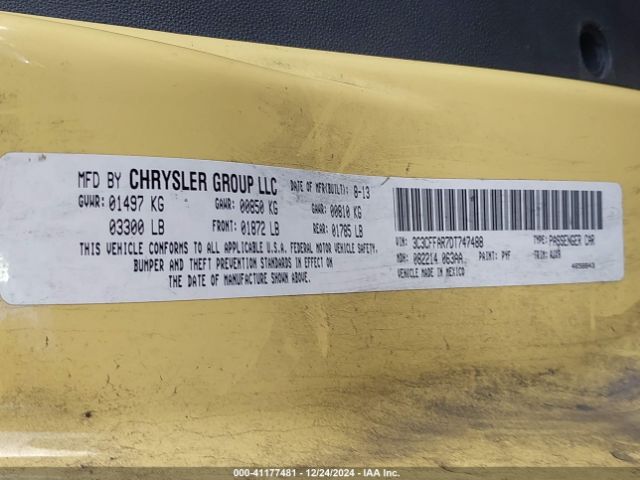 MFD BY CHRYSLER GROUP LLC DATE OF MFR(BUILT): 8-13
GVWR: 01497 KG GAWR: 00850 KG GAWR: 00810 KG
03300 LB FRONT: 01872 LB REAR: 01785 LB
THIS VEHICLE CONFORMS TO ALL APPLICABLE U.S.A. FEDERAL MOTOR VEHICLE SAFETY,
BUMPER AND THEFT PREVENTION STANDARDS IN EFFECT ON
THE DATE OF MANUFACTURE SHOWN ABOVE.
VIN: 3C3CFFAR7DT747488 TYPE: PASSENGER CAR
MDH: 082214 063AA PAINT: PYF TRIM:
VEHICLE MADE IN MEXICO
000-41177481 • 12/24/2024 • IAA Inc.